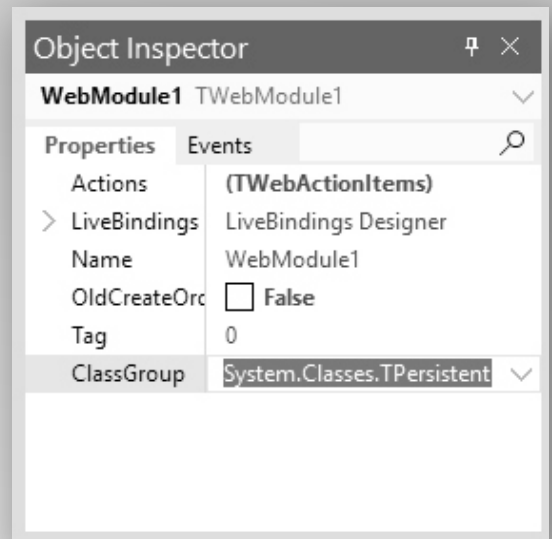 Object Inspector
WebModule1 TWebModule1
Properties Events
Actions (TWebActionItems)
LiveBindings LiveBindings Designer
Name WebModule1
OldCreateOrd False
Tag 0
ClassGroup System.Classes.TPersistent